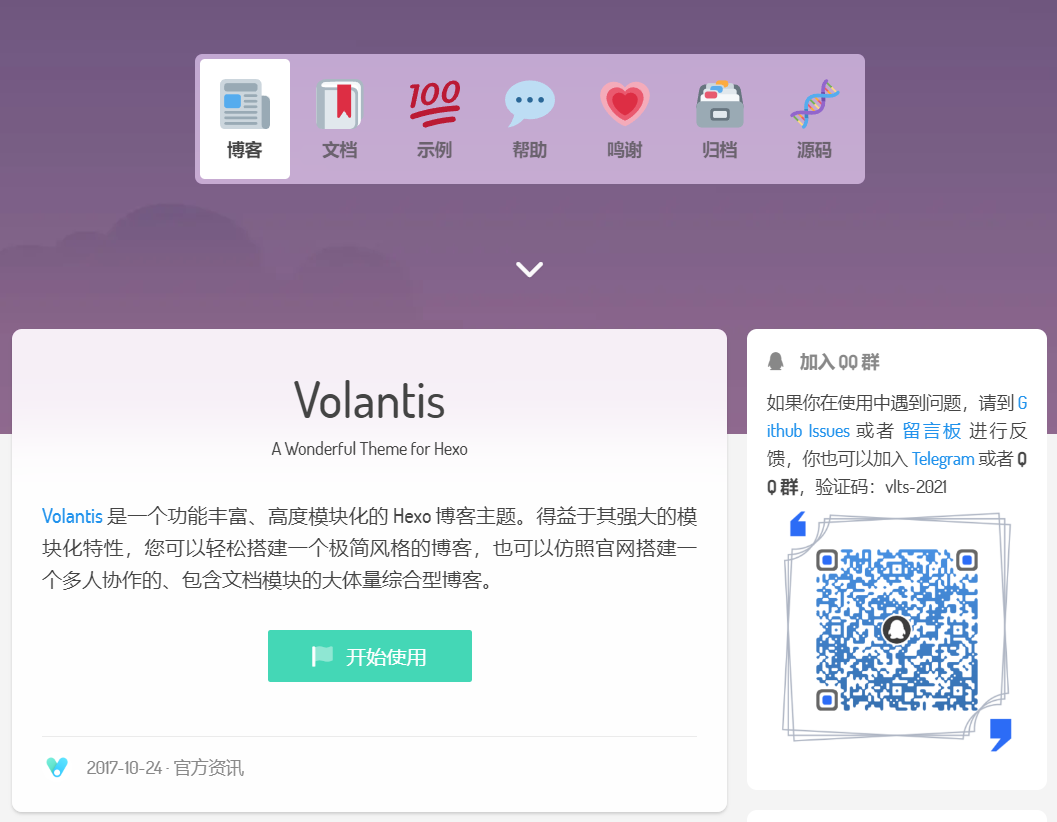 博客
文档
100
示例
帮助
鸣谢
归档
源码
Volantis
A Wonderful Theme for Hexo
Volantis 是一个功能丰富、高度模块化的 Hexo 博客主题。得益于其强大的模
块化特性，您可以轻松搭建一个极简风格的博客，也可以仿照官网搭建一
个多人协作的、包含文档模块的大体量综合型博客。
开始使用
2017-10-24 · 官方资讯
加入 QQ 群
如果你在使用中遇到问题，请到 G
ithub Issues 或者 留言板 进行反
馈，你也可以加入 Telegram 或者 Q
Q 群，验证码：vlts-2021